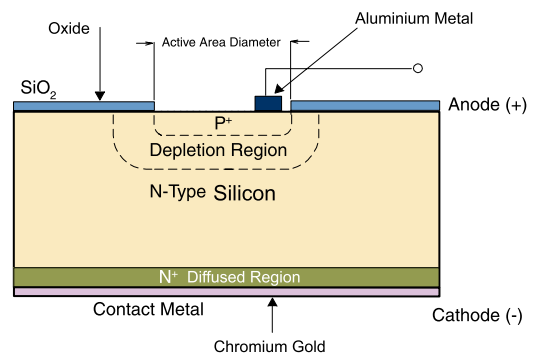 Aluminium Metal
Oxide
Active Area Diameter
SiO₂
Anode (+)
P⁺
Depletion Region
N-Type Silicon
N⁺ Diffused Region
Contact Metal
Cathode (-)
Chromium Gold